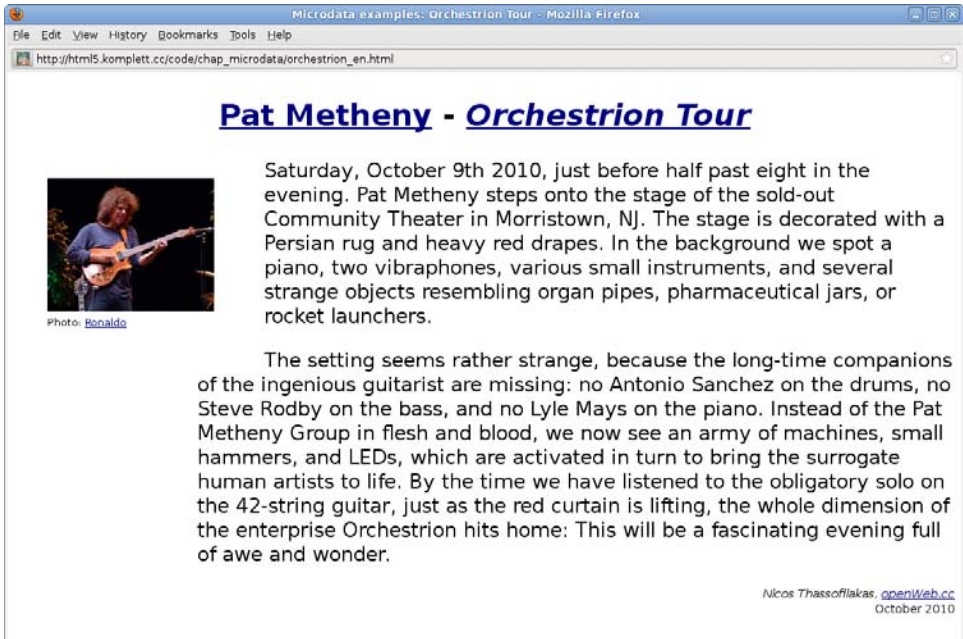 Microdata examples: Orchestrion Tour - Mozilla Firefox
File Edit View History Bookmarks Tools Help
http://html5.komplett.cc/code/chap_microdata/orchestrion_en.html
Pat Metheny - Orchestrion Tour
Saturday, October 9th 2010, just before half past eight in the
evening. Pat Metheny steps onto the stage of the sold-out
Community Theater in Morristown, NJ. The stage is decorated with a
Persian rug and heavy red drapes. In the background we spot a
piano, two vibraphones, various small instruments, and several
strange objects resembling organ pipes, pharmaceutical jars, or
rocket launchers.
Photo: Ronaldo
The setting seems rather strange, because the long-time companions
of the ingenious guitarist are missing: no Antonio Sanchez on the drums, no
Steve Rodby on the bass, and no Lyle Mays on the piano. Instead of the Pat
Metheny Group in flesh and blood, we now see an army of machines, small
hammers, and LEDs, which are activated in turn to bring the surrogate
human artists to life. By the time we have listened to the obligatory solo on
the 42-string guitar, just as the red curtain is lifting, the whole dimension of
the enterprise Orchestrion hits home: This will be a fascinating evening full
of awe and wonder.
Nicos Thassofilakas, openWeb.cc
October 2010